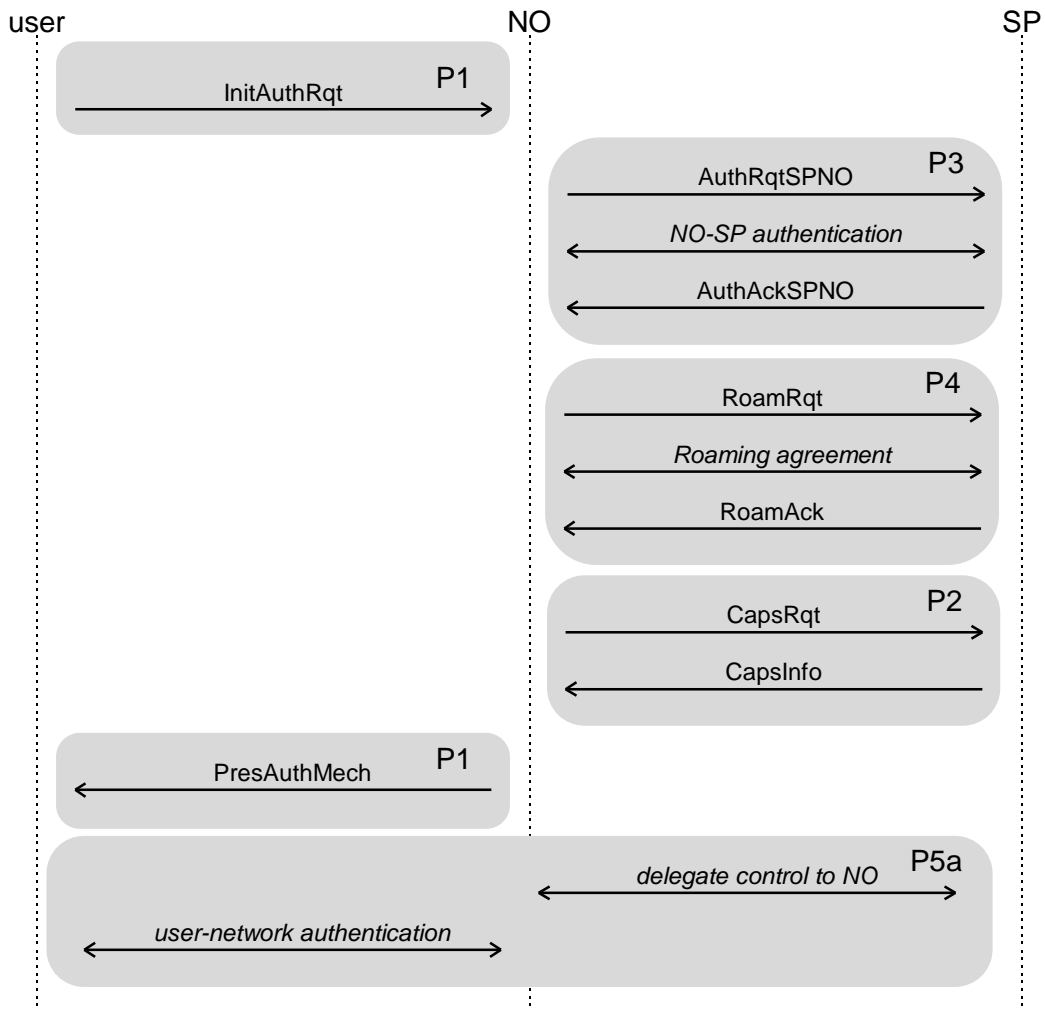 user
NO
SP
P1
InitAuthRqt
P3
AuthRqtSPNO
NO-SP authentication
AuthAckSPNO
P4
RoamRqt
Roaming agreement
RoamAck
P2
CapsRqt
CapsInfo
P1
PresAuthMech
P5a
delegate control to NO
user-network authentication